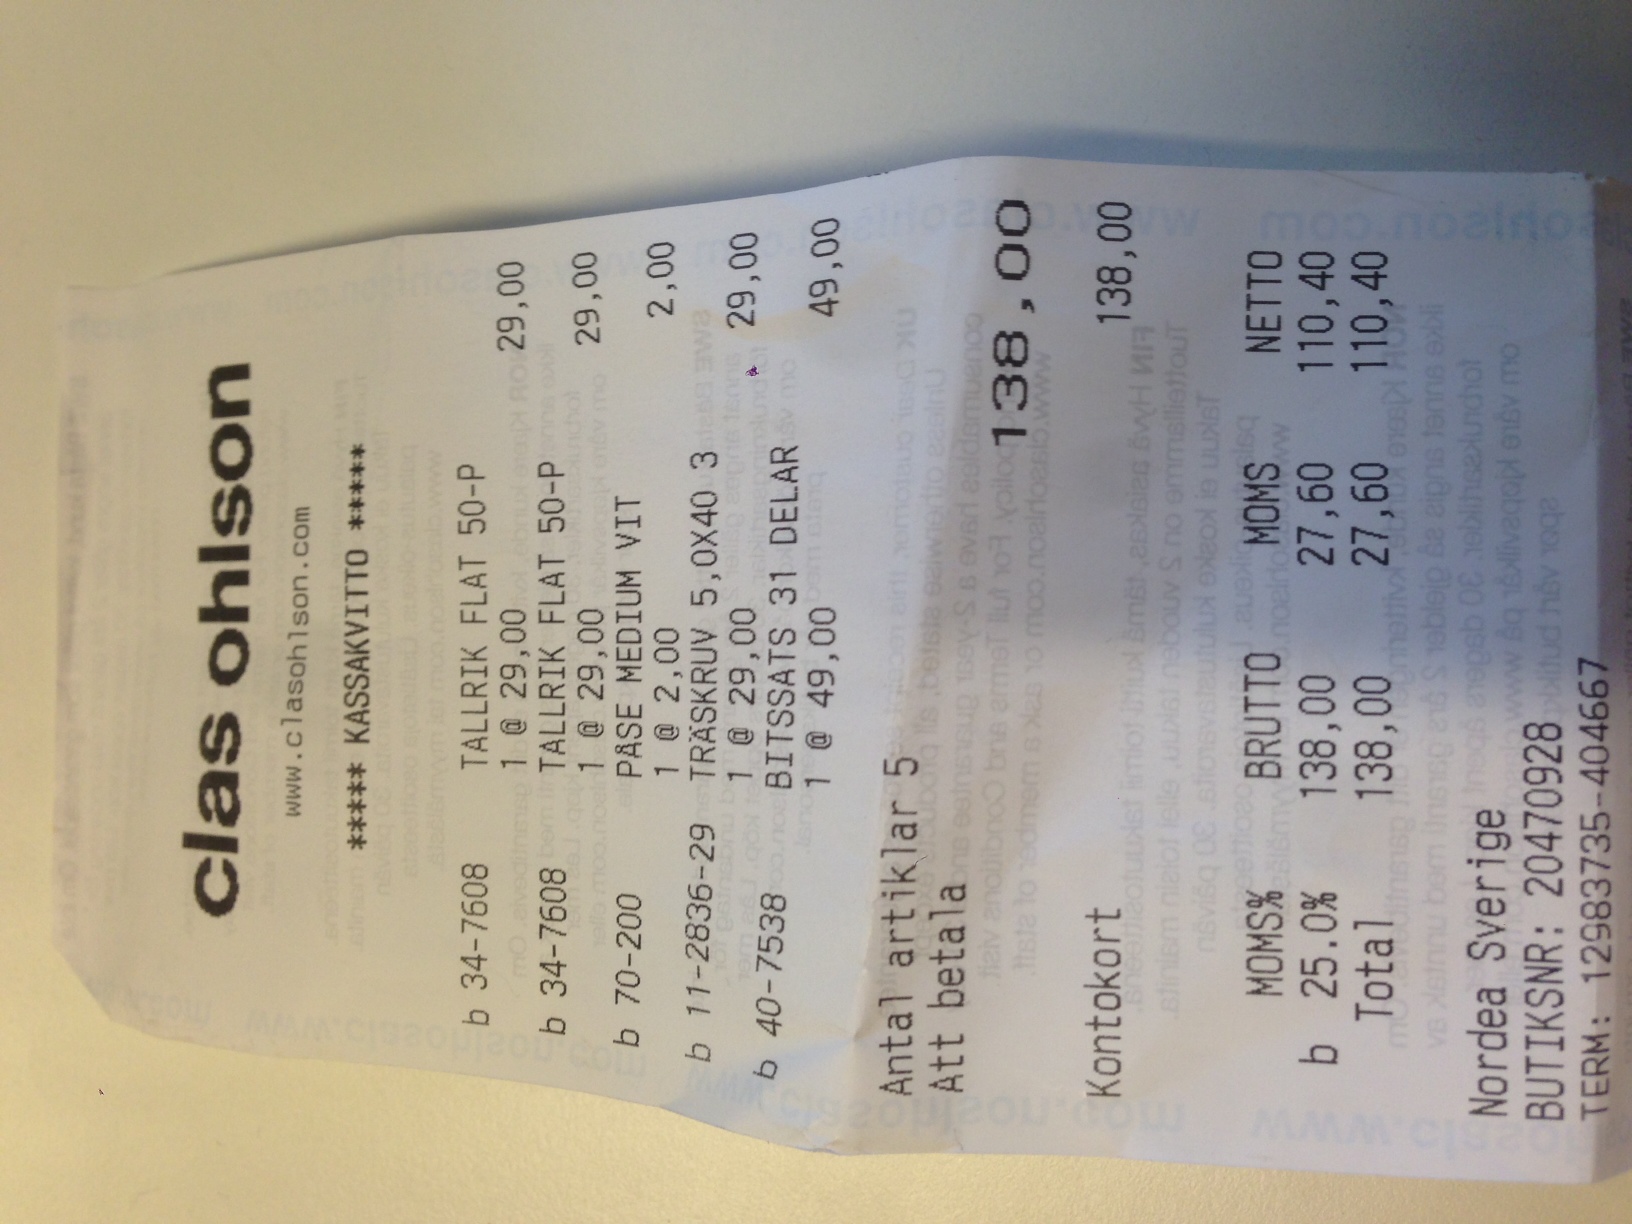 clas ohlson
www.clasohlson.com
***** KASSAKVITTO *****
b 34-7608 TALLRIK FLAT 50-P
1 @ 29,00 29,00
b 34-7608 TALLRIK FLAT 50-P
1 @ 29,00 29,00
b 70-200 PÅSE MEDIUM VIT
1 @ 2,00 2,00
b 11-2836-29 TRÄSKRUV 5,0X40 3
1 @ 29,00 29,00
b 40-7538 BITSSATS 31 DELAR
1 @ 49,00 49,00
Antal artiklar 5
Att betala
138,00
Kontokort 138,00
MOMS% BRUTTO MOMS NETTO
b 25.0% 138,00 27,60 110,40
Total 138,00 27,60 110,40
Nordea Sverige
BUTIKSNR: 20470928
TERM: 12983735-404667